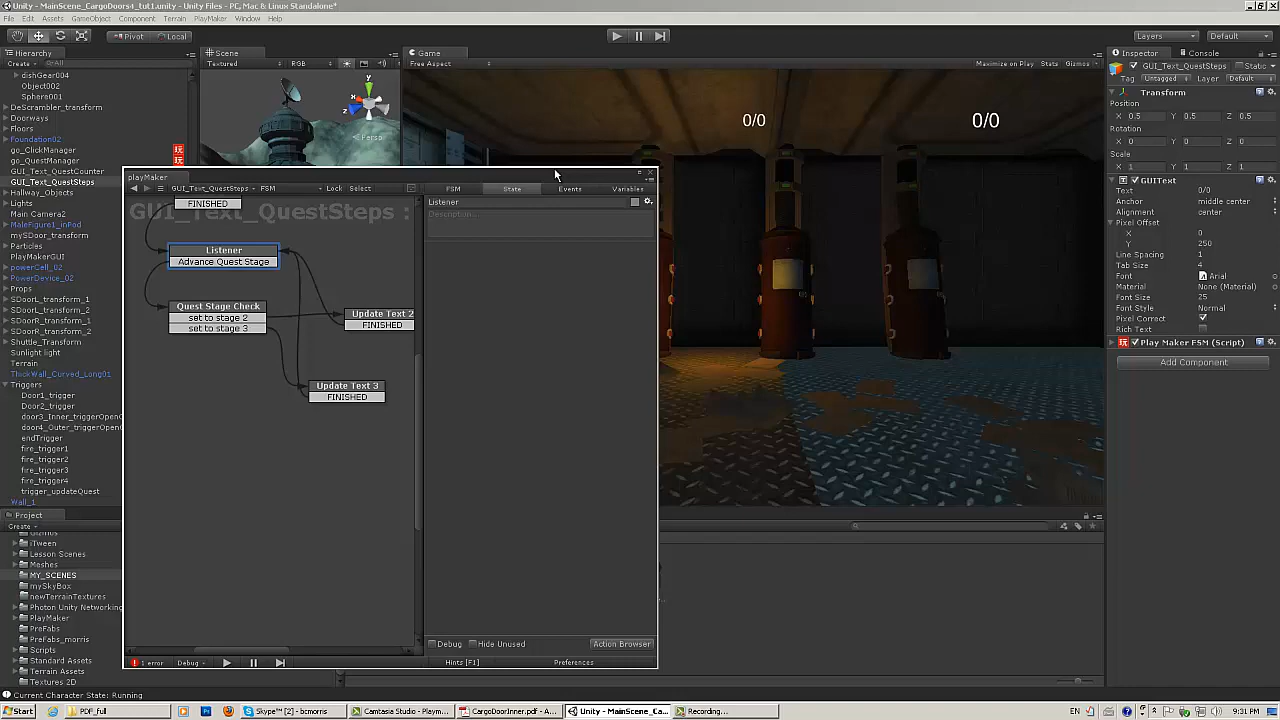 Unity - MainScene_CargoDoors4_tut1.unity - Unity Files - PC, Mac & Linux Standalone*
File Edit Assets GameObject Component Terrain PlayMaker Window Help
Pivot Local Layers Default
Hierarchy
Create All
dishGear004
Object002
Sphere001
DeScrambler_transform
Doorways
Floors
Foundation02
go_ClickManager
go_QuestManager
GUI_Text_QuestCounter
GUI_Text_QuestSteps
Hallway_Objects
Lights
Main Camera2
MaleFigure1_inPod
mySDoor_transform
Particles
PlayMakerGUI
powerCell_02
PowerDevice_02
Props
SDoorL_transform_1
SDoorL_transform_2
SDoorR_transform_1
SDoorR_transform_2
Shuttle_Transform
Sunlight light
Terrain
ThickWall_Curved_Long01
Triggers
Door1_trigger
Door2_trigger
door3_Inner_triggerOpenC
door4_Outer_triggerOpenC
endTrigger
fire_trigger1
fire_trigger2
fire_trigger3
fire_trigger4
trigger_updateQuest
Wall_1
Project
Create
Gizmos
iTween
Lesson Scenes
Meshes
MY_SCENES
mySkyBox
newTerrainTextures
Photon Unity Networking
PlayMaker
PreFabs
PreFabs_morris
Scripts
Standard Assets
Terrain Assets
Textures 2D
Scene
Textured RGB
y
x
z
Persp
Game
Free Aspect Maximize on Play Stats Gizmos
0/0 0/0
playMaker
GUI_Text_QuestSteps FSM Lock Select FSM State Events Variables
GUI_Text_QuestSteps :
FINISHED
Listener
Advance Quest Stage
Quest Stage Check
set to stage 2
set to stage 3
Update Text 2
FINISHED
Update Text 3
FINISHED
Listener
Description...
Debug Hide Unused Action Browser
1 error Debug Hints [F1] Preferences
Inspector Console
GUI_Text_QuestSteps Static
Tag Untagged Layer Default
Transform
Position
X 0.5 Y 0.5 Z 0.5
Rotation
X 0 Y 0 Z 0
Scale
X 1 Y 1 Z 1
GUIText
Text 0/0
Anchor middle center
Alignment center
Pixel Offset
X 0
Y 250
Line Spacing 1
Tab Size 4
Font Arial
Material None (Material)
Font Size 25
Font Style Normal
Pixel Correct
Rich Text
Play Maker FSM (Script)
Add Component
Current Character State: Running
Start PDF_full Skype™ [2] - bcmorris Camtasia Studio - Playm... CargoDoorInner.pdf - A... Unity - MainScene_Ca... Recording... EN 9:31 PM